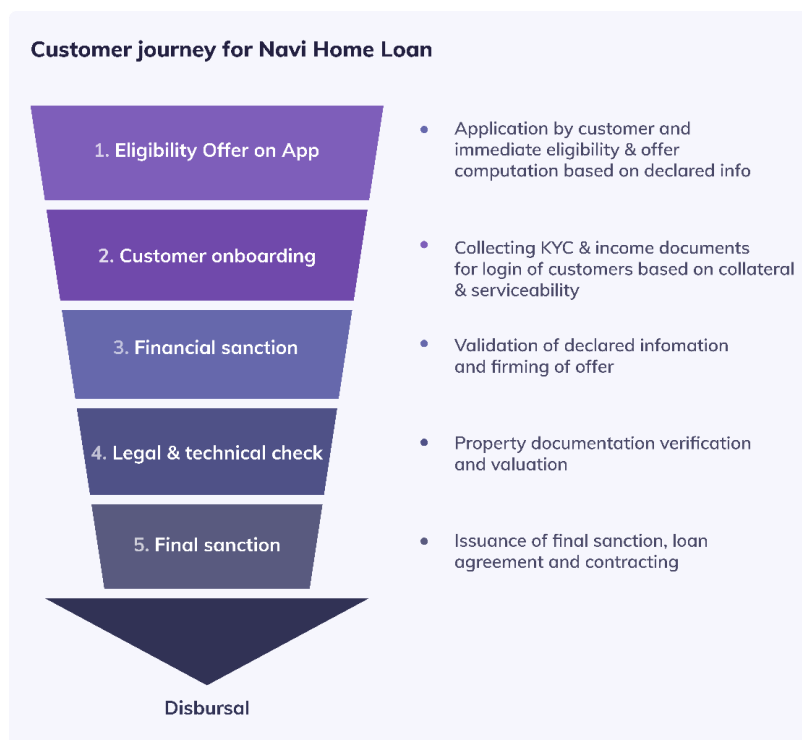 Customer journey for Navi Home Loan
1. Eligibility Offer on App
Application by customer and
immediate eligibility & offer
computation based on declared info
2. Customer onboarding
Collecting KYC & income documents
for login of customers based on collateral
& serviceability
3. Financial sanction
Validation of declared infomation
and firming of offer
4. Legal & technical check
Property documentation verification
and valuation
5. Final sanction
Issuance of final sanction, loan
agreement and contracting
Disbursal